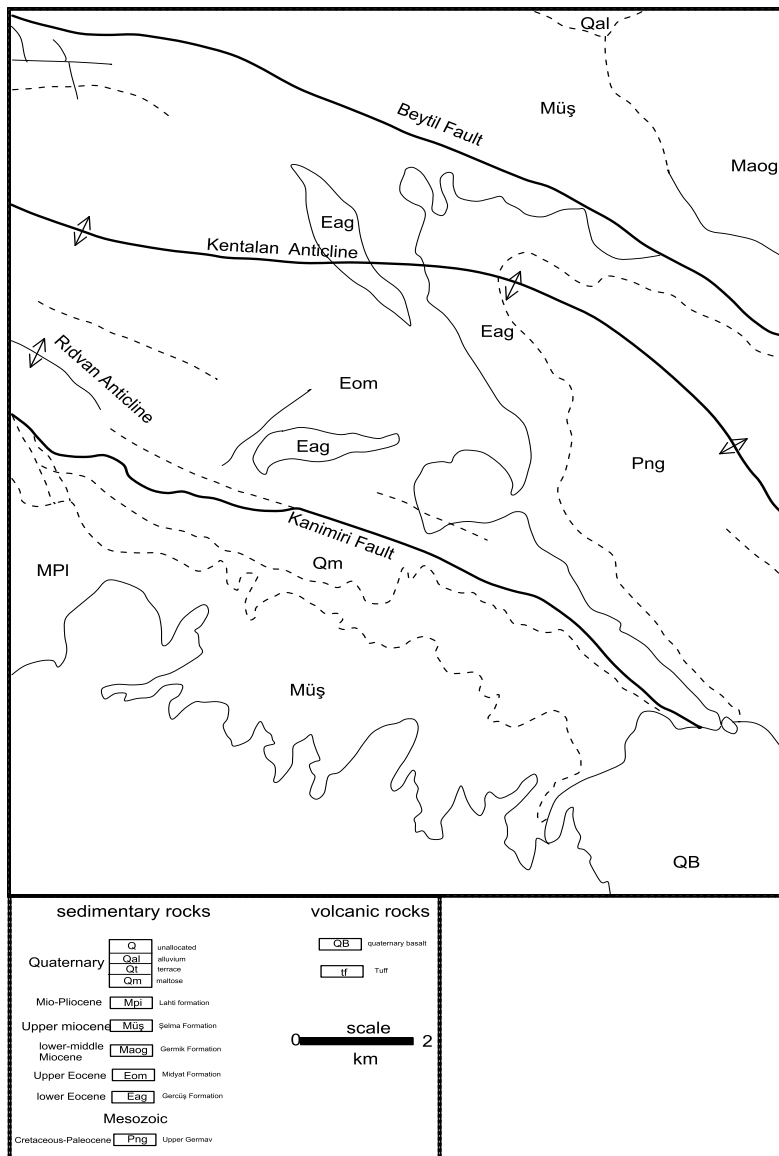 Qal
Müş
Maog
Beytil Fault
Eag
Kentalan Anticline
Eag
Rıdvan Anticline
Eom
Eag
Png
Kanimiri Fault
Qm
MPl
Müş
QB
sedimentary rocks
volcanic rocks
Quaternary
Q unallocated
Qal alluvium
Qt terrace
Qm maltose
QB quaternary basalt
tf Tuff
Mio-Pliocene Mpi Lahti formation
Upper miocene Müş Şelma Formation
lower-middle
Miocene
Maog Germik Formation
Upper Eocene Eom Midyat Formation
lower Eocene Eag Gercüş Formation
Mesozoic
Cretaceous-Paleocene Png Upper Germav
scale
0 2
km